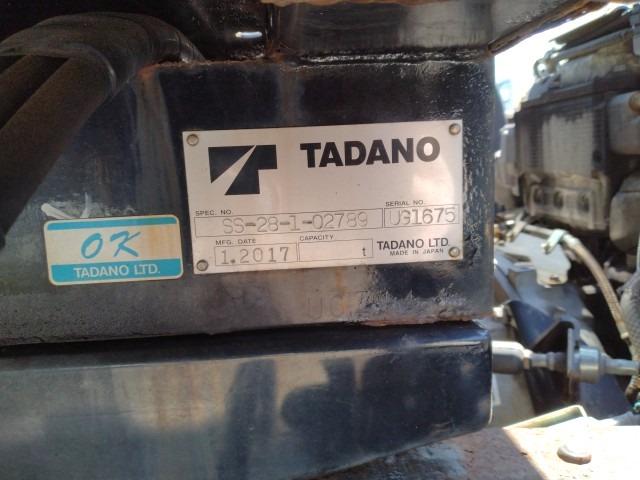 TADANO
SPEC. NO.
SERIAL NO.
SS-28-1-02789
UG1675
MFG. DATE
CAPACITY
1.2017
t
TADANO LTD.
MADE IN JAPAN
OK
TADANO LTD.